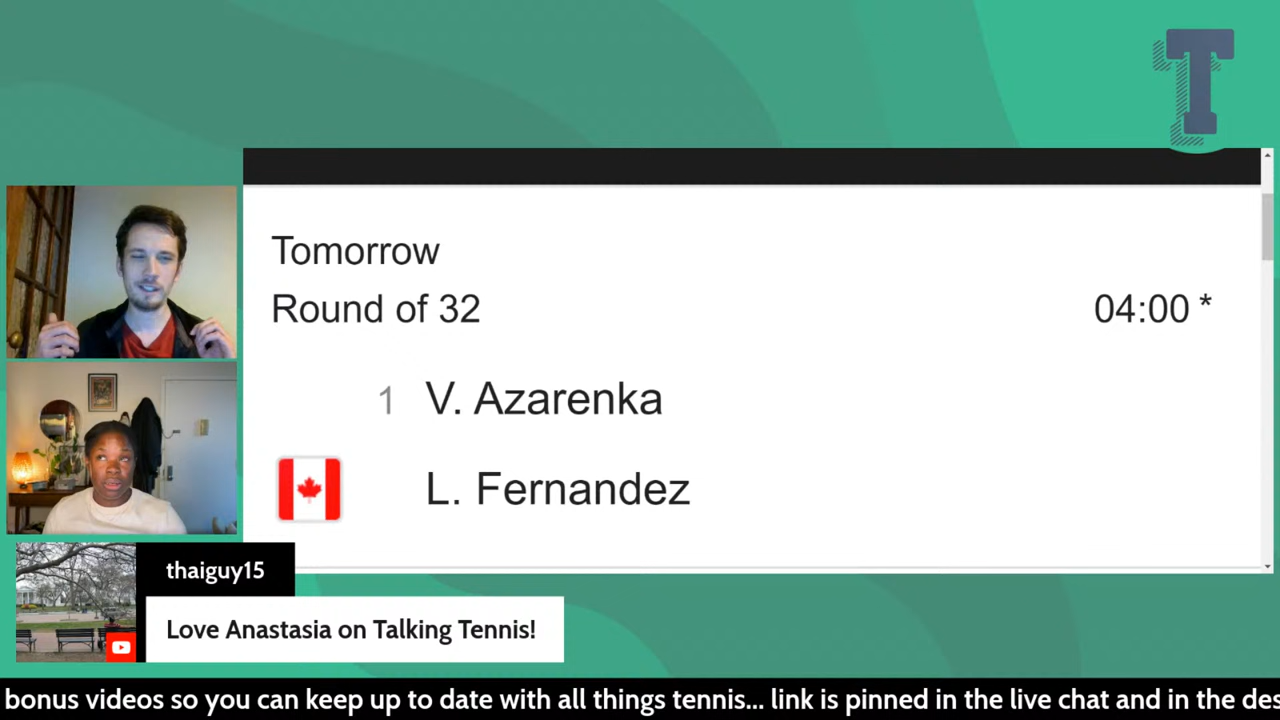 T
Tomorrow
Round of 32 04:00 *
1 V. Azarenka
L. Fernandez
thaiguy15
Love Anastasia on Talking Tennis!
bonus videos so you can keep up to date with all things tennis... link is pinned in the live chat and in the des